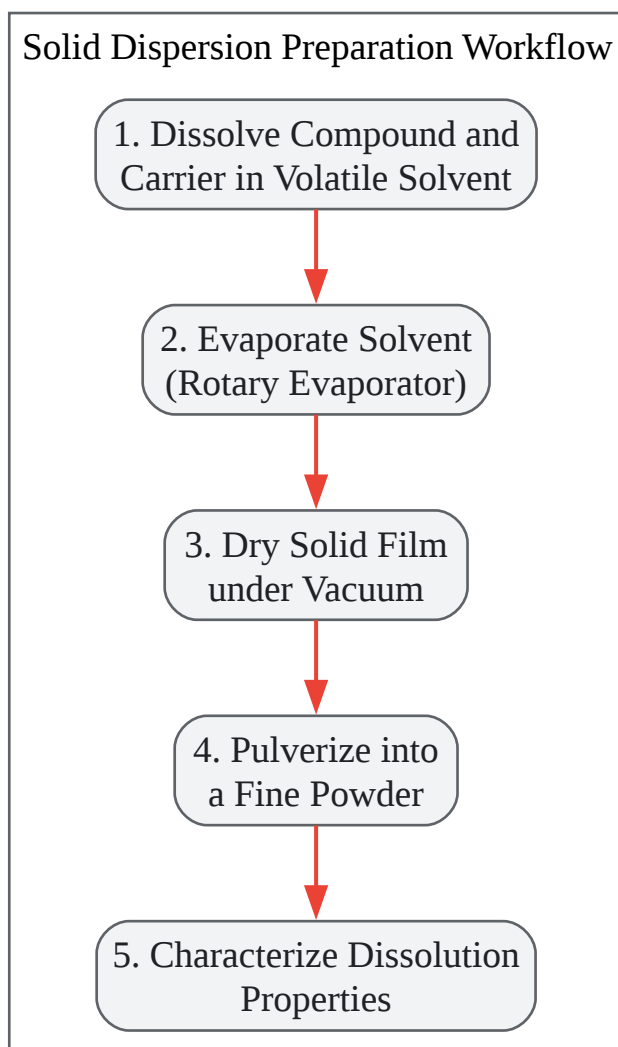 Solid Dispersion Preparation Workflow
1. Dissolve Compound and
Carrier in Volatile Solvent
2. Evaporate Solvent
(Rotary Evaporator)
3. Dry Solid Film
under Vacuum
4. Pulverize into
a Fine Powder
5. Characterize Dissolution
Properties